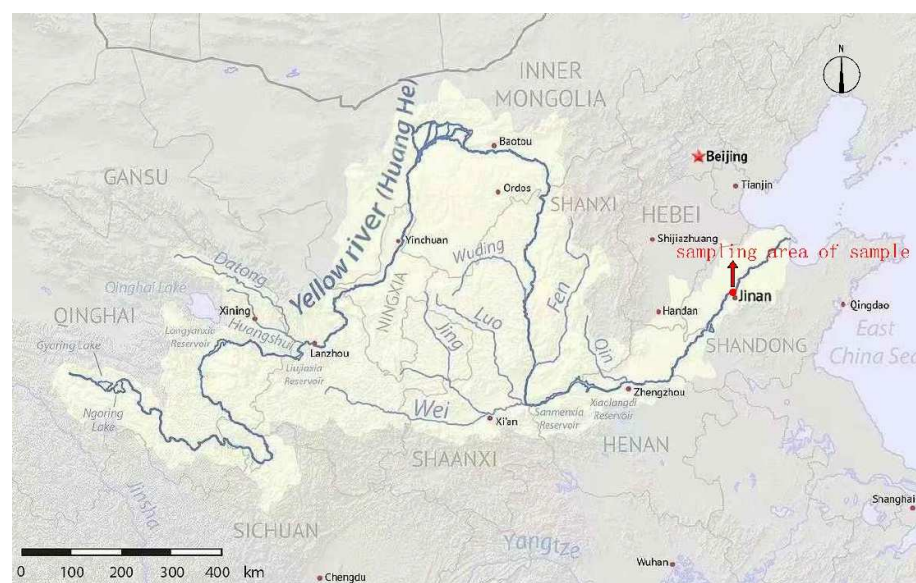 N
INNER
MONGOLIA
Yellow river (Huang He)
Baotou
Beijing
GANSU
Ordos
Tianjin
SHANXI
HEBEI
Yinchuan
Shijiazhuang
Wuding
sampling area of sample
Datong
Qinghai Lake
NINGXIA
Fen
Jinan
Xining
QINGHAI
Longyanxia
Reservoir
Huangshui
Luo
Jing
Handan
Qingdao
East
China Sea
Gyaring Lake
Lanzhou
Liujiasia
Reservoir
Qin
SHANDONG
Zhengzhou
Ngoring
Lake
Wei
Xi'an
Sanmenxia
Reservoir
Xiaolangdi
Reservoir
HENAN
SHAANXI
Jinsha
Shanghai
SICHUAN
Yangtze
0 100 200 300 400 km
Wuhan
Chengdu